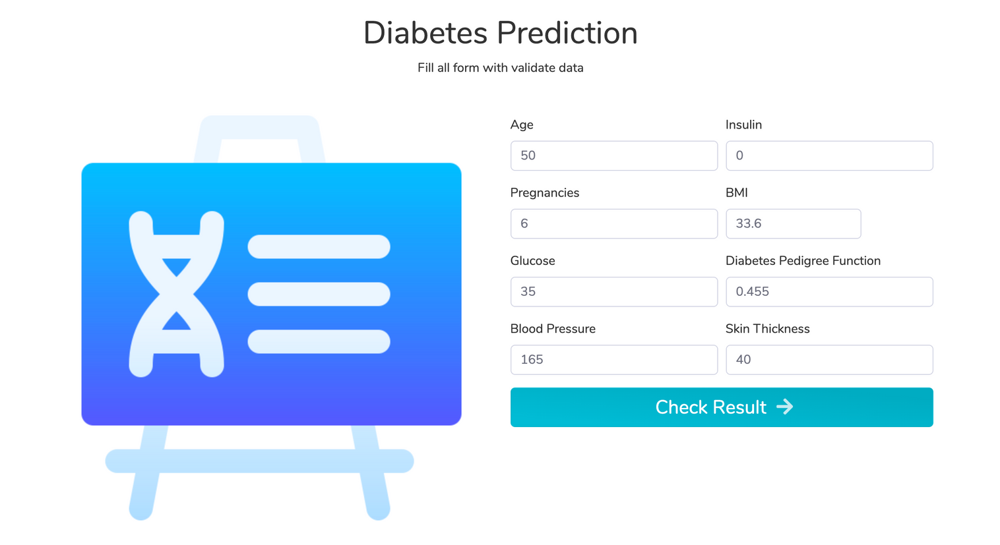 Diabetes Prediction
Fill all form with validate data
Age
Insulin
50
0
Pregnancies
BMI
6
33.6
Glucose
Diabetes Pedigree Function
35
0.455
Blood Pressure
Skin Thickness
165
40
Check Result